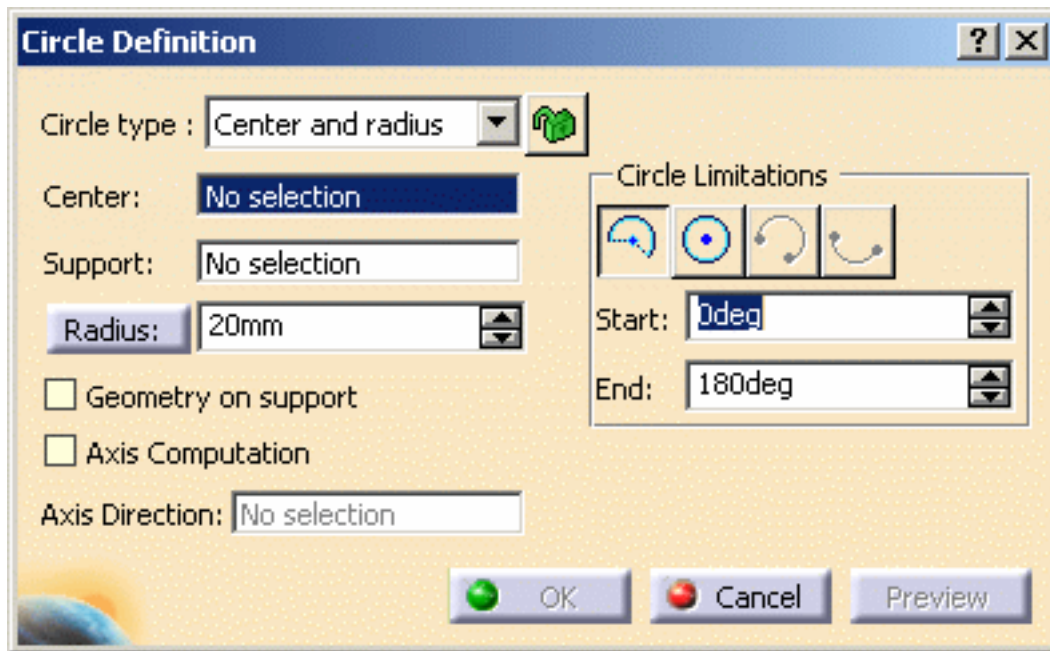 Circle Definition
Circle type : Center and radius
Center: No selection
Support: No selection
Radius: 20mm
Geometry on support
Axis Computation
Axis Direction: No selection
Circle Limitations
Start: 0deg
End: 180deg
OK Cancel Preview